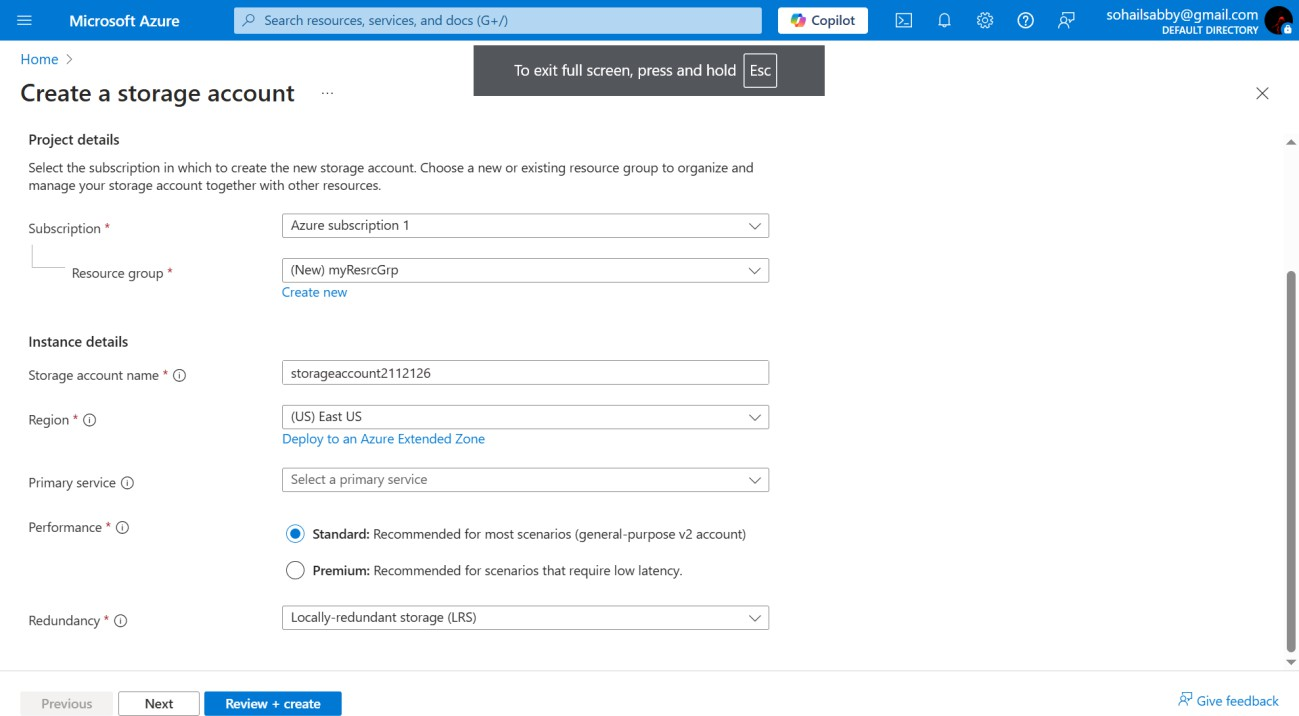 Microsoft Azure
Search resources, services, and docs (G+/)
Copilot
sohailsabby@gmail.com
DEFAULT DIRECTORY
Home
To exit full screen, press and hold Esc
Create a storage account ...
Project details
Select the subscription in which to create the new storage account. Choose a new or existing resource group to organize and
manage your storage account together with other resources.
Subscription *
Azure subscription 1
Resource group *
(New) myResrcGrp
Create new
Instance details
Storage account name *
storageaccount2112126
Region *
(US) East US
Deploy to an Azure Extended Zone
Primary service
Select a primary service
Performance *
Standard: Recommended for most scenarios (general-purpose v2 account)
Premium: Recommended for scenarios that require low latency.
Redundancy *
Locally-redundant storage (LRS)
Previous
Next
Review + create
Give feedback